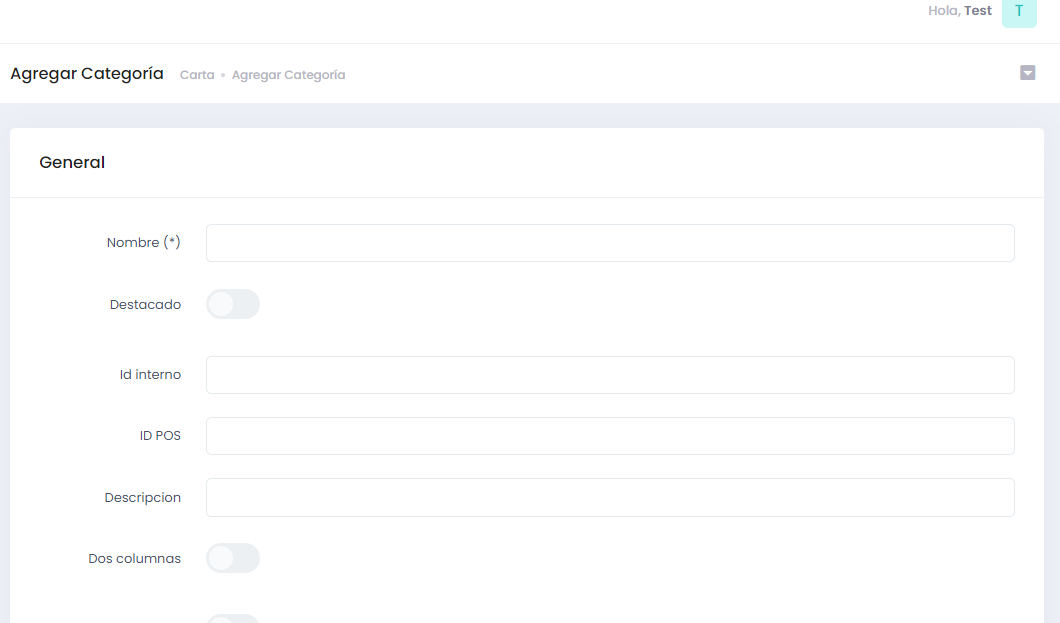 Hola, Test T
Agregar Categoría Carta • Agregar Categoría
General
Nombre (*)
Destacado
Id interno
ID POS
Descripcion
Dos columnas